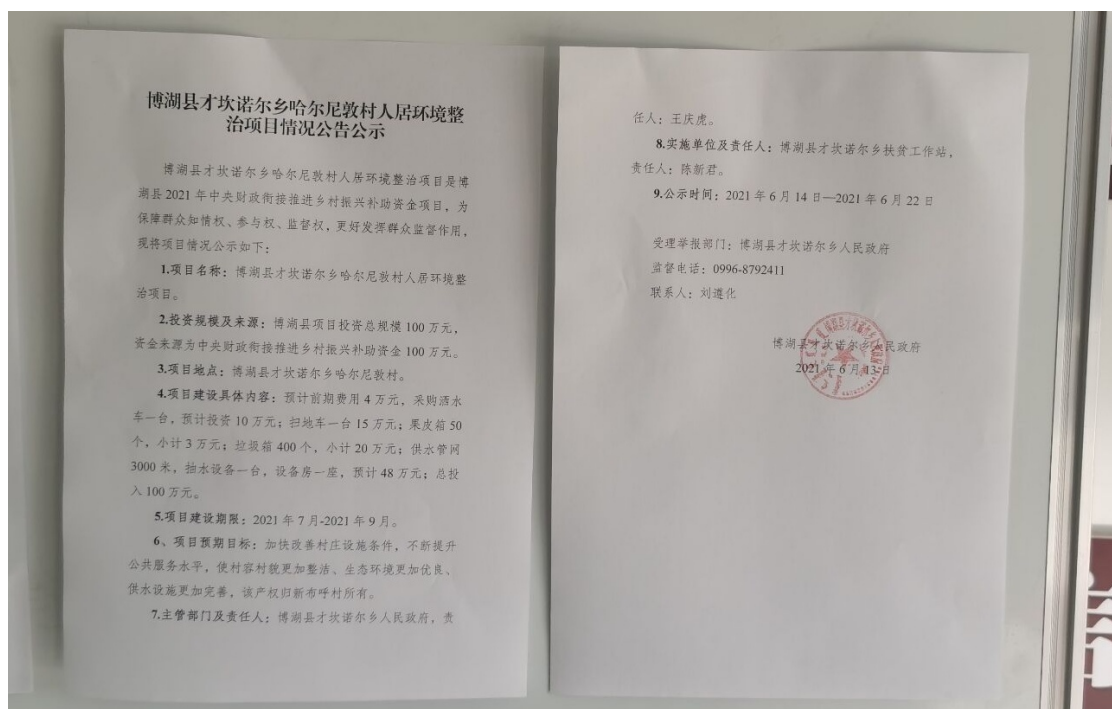 博湖县才坎诺尔乡哈尔尼敦村人居环境整
治项目情况公告公示
博湖县才坎诺尔乡哈尔尼敦村人居环境整治项目是博
湖县2021年中央财政衔接推进乡村振兴补助资金项目，为
保障群众知情权、参与权、监督权，更好发挥群众监督作用，
现将项目情况公示如下：
1.项目名称：博湖县才坎诺尔乡哈尔尼敦村人居环境整
治项目。
2.投资规模及来源：博湖县项目投资总规模100万元，
资金来源为中央财政衔接推进乡村振兴补助资金100万元。
3.项目地点：博湖县才坎诺尔乡哈尔尼敦村。
4.项目建设具体内容：预计前期费用4万元，采购洒水
车一台，预计投资10万元；扫地车一台15万元；果皮箱50
个，小计3万元；垃圾箱400个，小计20万元；供水管网
3000米，抽水设备一台，设备房一座，预计48万元；总投
入100万元。
5.项目建设期限：2021年7月-2021年9月。
6、项目预期目标：加快改善村庄设施条件，不断提升
公共服务水平，使村容村貌更加整洁、生态环境更加优良、
供水设施更加完善，该产权归新布呼村所有。
7.主管部门及责任人：博湖县才坎诺尔乡人民政府，责
任人：王庆虎。
8.实施单位及责任人：博湖县才坎诺尔乡扶贫工作站，
责任人：陈新君。
9.公示时间：2021年6月14日—2021年6月22日
受理举报部门：博湖县才坎诺尔乡人民政府
监督电话：0996-8792411
联系人：刘遵化
博湖县才坎诺尔乡人民政府
2021年6月13日